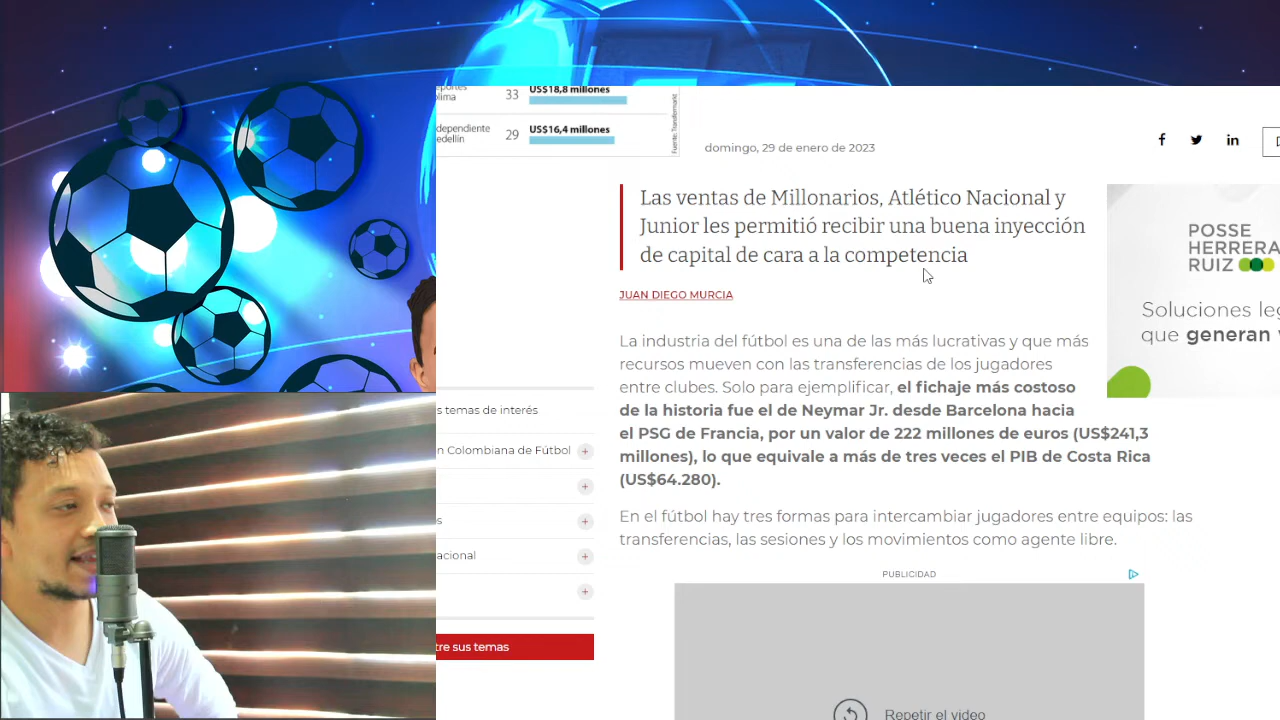 33
US$18,8 millones
29
US$16,4 millones
Fuente: Transfermarkt
domingo, 29 de enero de 2023
Las ventas de Millonarios, Atlético Nacional y
Junior les permitió recibir una buena inyección
de capital de cara a la competencia
JUAN DIEGO MURCIA
La industria del fútbol es una de las más lucrativas y que más
recursos mueven con las transferencias de los jugadores
entre clubes. Solo para ejemplificar, el fichaje más costoso
de la historia fue el de Neymar Jr. desde Barcelona hacia
el PSG de Francia, por un valor de 222 millones de euros (US$241,3
millones), lo que equivale a más de tres veces el PIB de Costa Rica
(US$64.280).
En el fútbol hay tres formas para intercambiar jugadores entre equipos: las
transferencias, las sesiones y los movimientos como agente libre.
PUBLICIDAD
Repetir el video
POSSE
HERRERA
RUIZ
Soluciones
que generan
temas de interés
Colombiana de Fútbol
sus temas